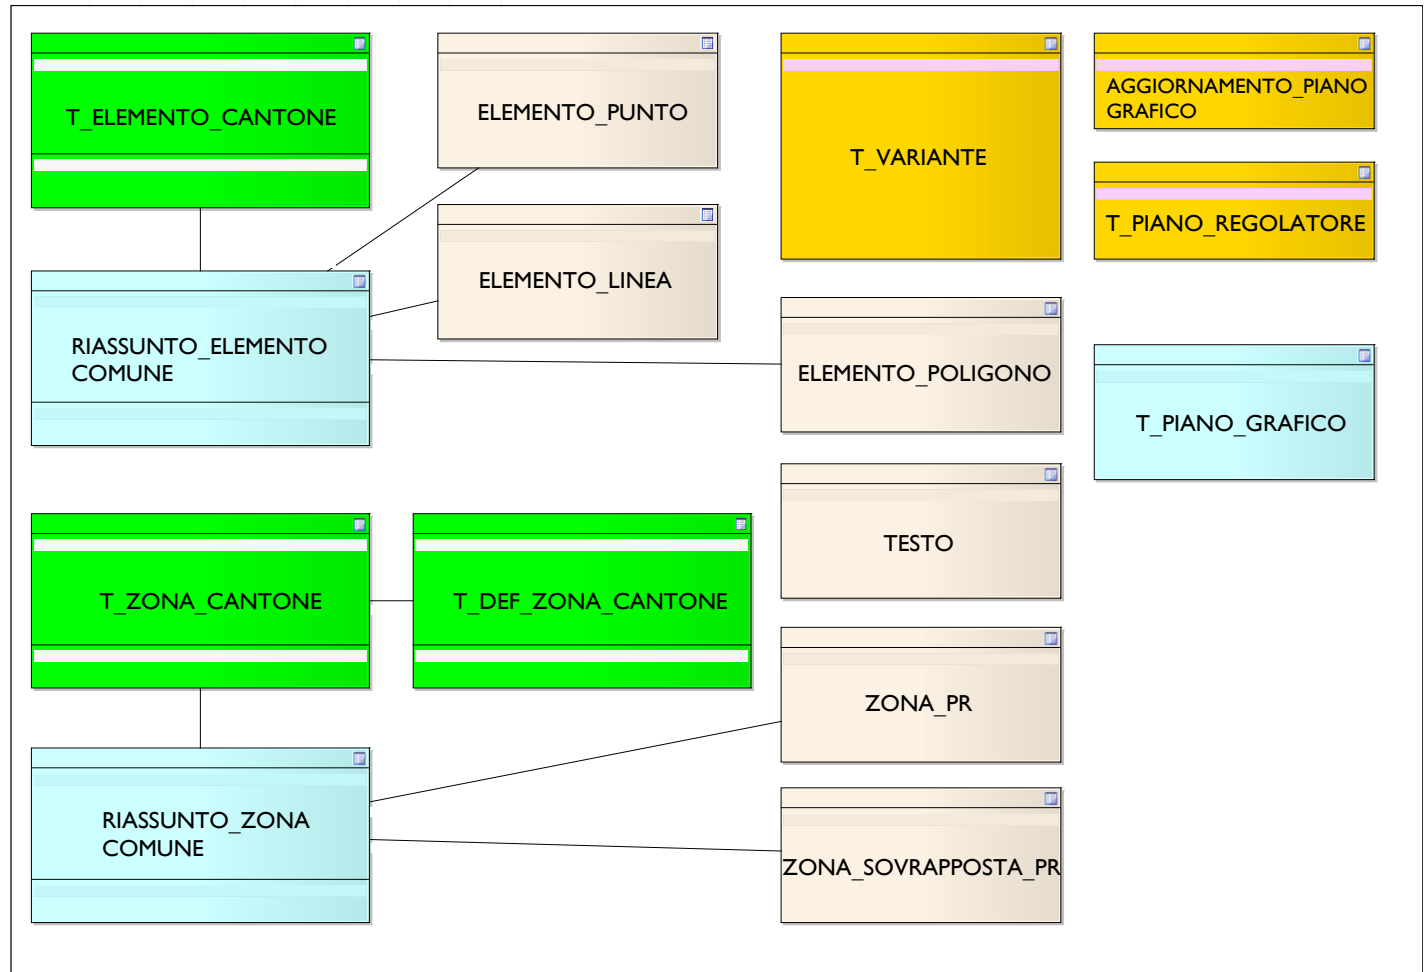 T_ELEMENTO_CANTONE
ELEMENTO_PUNTO
T_VARIANTE
AGGIORNAMENTO_PIANO
GRAFICO
T_PIANO_REGOLATORE
ELEMENTO_LINEA
RIASSUNTO_ELEMENTO
COMUNE
ELEMENTO_POLIGONO
T_PIANO_GRAFICO
TESTO
T_ZONA_CANTONE
T_DEF_ZONA_CANTONE
ZONA_PR
RIASSUNTO_ZONA
COMUNE
ZONA_SOVRAPPOSTA_PR